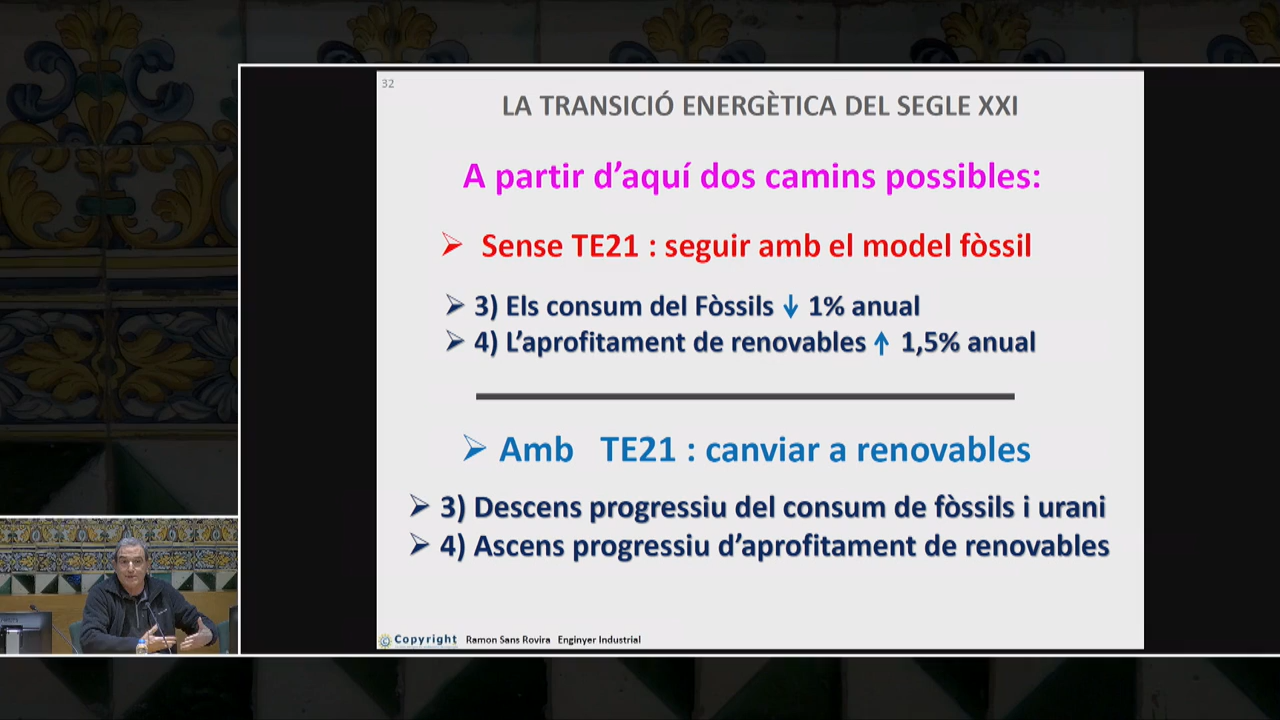 32
LA TRANSICIÓ ENERGÈTICA DEL SEGLE XXI
A partir d’aquí dos camins possibles:
Sense TE21 : seguir amb el model fòssil
3) Els consum del Fòssils ↓ 1% anual
4) L’aprofitament de renovables ↑ 1,5% anual
Amb TE21 : canviar a renovables
3) Descens progressiu del consum de fòssils i urani
4) Ascens progressiu d’aprofitament de renovables
Copyright Ramon Sans Rovira Enginyer Industrial